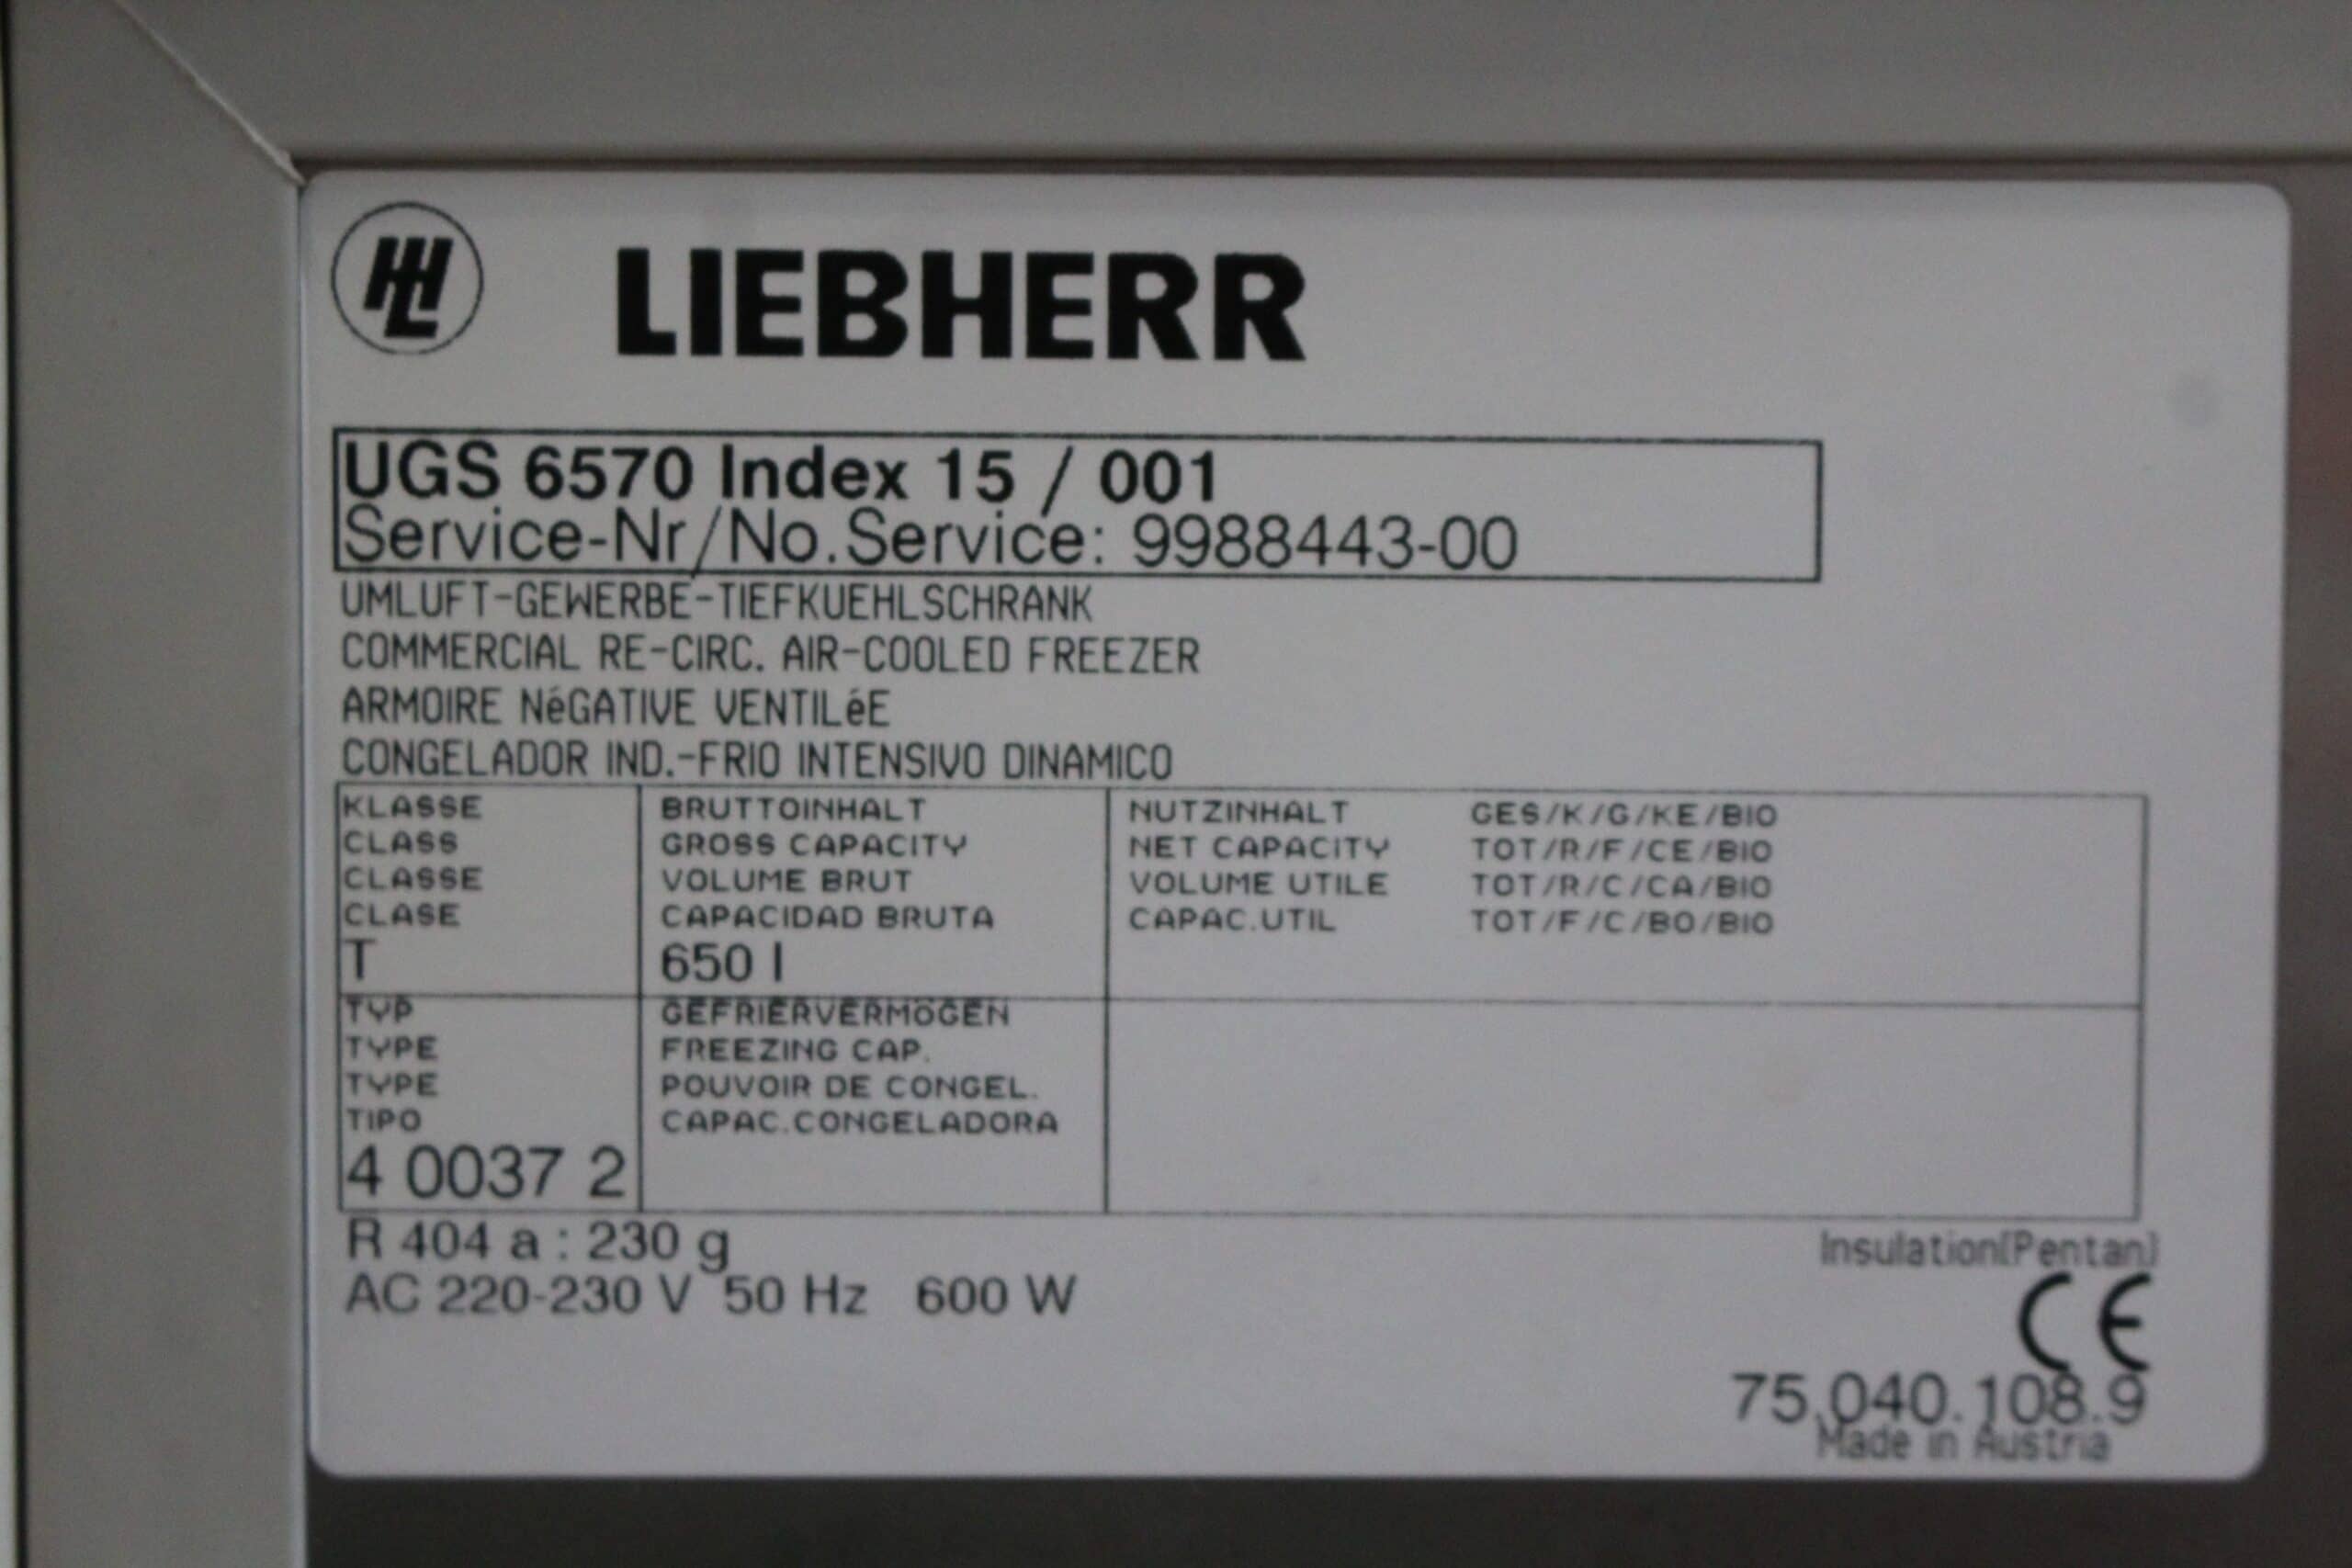 LIEBHERR
UGS 6570 Index 15 / 001
Service-Nr/No.Service: 9988443-00
UMLUFT-GEWERBE-TIEFKUEHLSCHRANK
COMMERCIAL RE-CIRC. AIR-COOLED FREEZER
ARMOIRE NéGATIVE VENTILéE
CONGELADOR IND.-FRIO INTENSIVO DINAMICO
KLASSE BRUTTOINHALT NUTZINHALT GES/K/G/KE/BIO
CLASS GROSS CAPACITY NET CAPACITY TOT/R/F/CE/BIO
CLASSE VOLUME BRUT VOLUME UTILE TOT/R/C/CA/BIO
CLASE CAPACIDAD BRUTA CAPAC.UTIL TOT/F/C/BO/BIO
T 650 l
TYP GEFRIERVERMöGEN
TYPE FREEZING CAP.
TYPE POUVOIR DE CONGEL.
TIPO CAPAC.CONGELADORA
4 0037 2
R 404 a : 230 g Insulation(Pentan)
AC 220-230 V 50 Hz 600 W
CE
75.040.108.9
Made in Austria